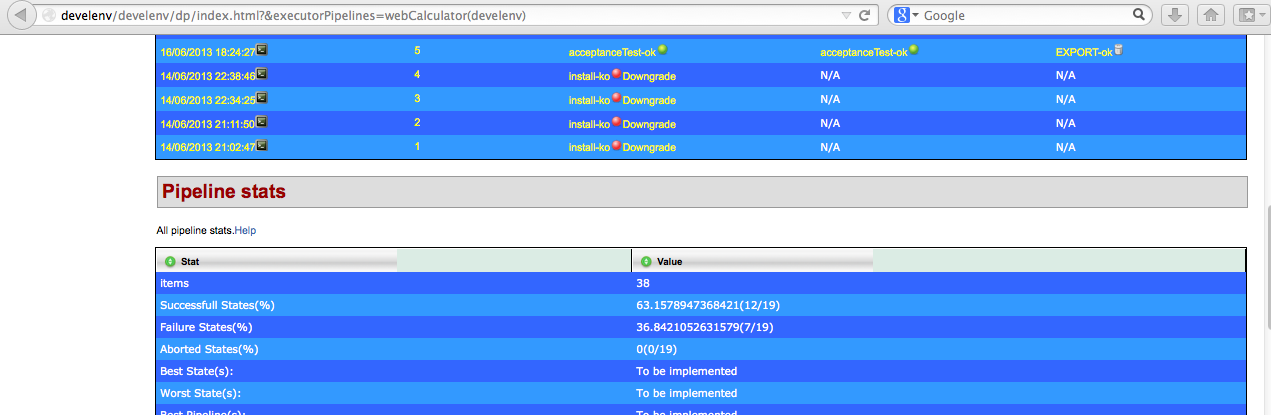 develenv/develenv/dp/index.html?&executorPipelines=webCalculator(develenv)
Google
16/06/2013 18:24:27 5 acceptanceTest-ok acceptanceTest-ok EXPORT-ok
14/06/2013 22:38:46 4 install-ko Downgrade N/A N/A
14/06/2013 22:34:25 3 install-ko Downgrade N/A N/A
14/06/2013 21:11:50 2 install-ko Downgrade N/A N/A
14/06/2013 21:02:47 1 install-ko Downgrade N/A N/A
Pipeline stats
All pipeline stats.Help
Stat Value
items 38
Successfull States(%) 63.1578947368421(12/19)
Failure States(%) 36.8421052631579(7/19)
Aborted States(%) 0(0/19)
Best State(s): To be implemented
Worst State(s): To be implemented
Best Pipeline(s): To be implemented